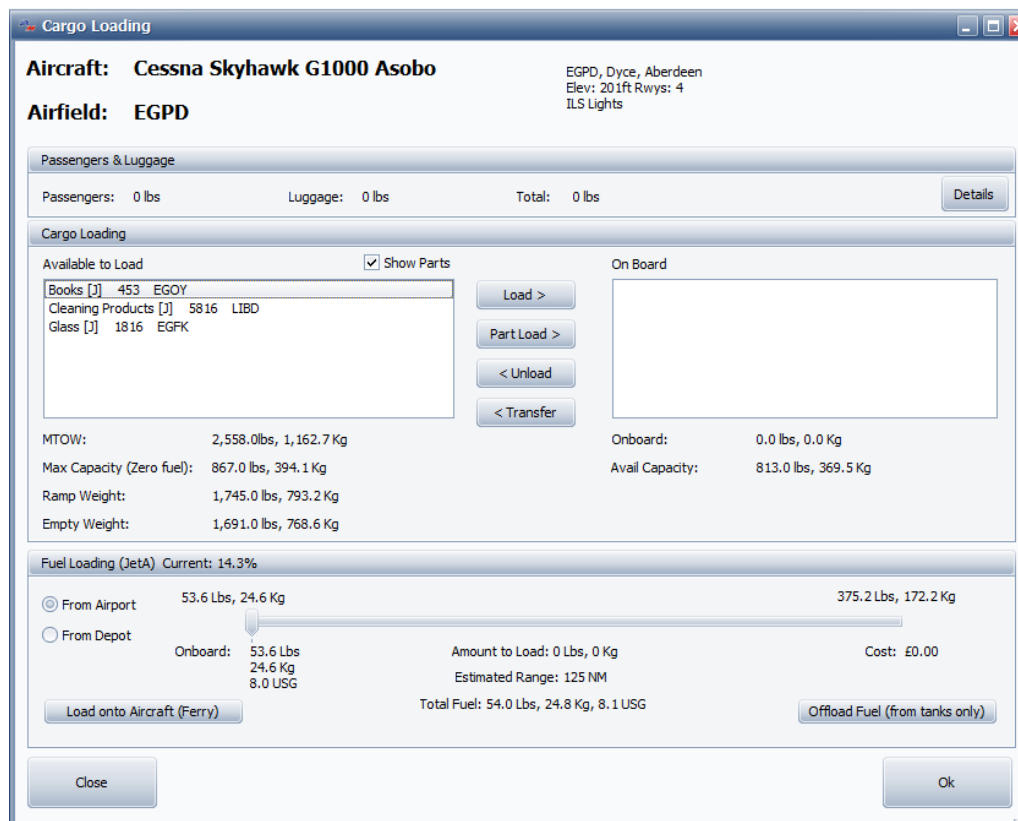 Cargo Loading
Aircraft: Cessna Skyhawk G1000 Asobo
EGPD, Dyce, Aberdeen
Elev: 201ft Rwys: 4
ILS Lights
Airfield: EGPD
Passengers & Luggage
Passengers: 0 lbs Luggage: 0 lbs Total: 0 lbs Details
Cargo Loading
Available to Load Show Parts On Board
Books [J] 453 EGOY
Cleaning Products [J] 5816 LIBD
Glass [J] 1816 EGFK
Load >
Part Load >
< Unload
< Transfer
MTOW: 2,558.0lbs, 1,162.7 Kg Onboard: 0.0 lbs, 0.0 Kg
Max Capacity (Zero fuel): 867.0 lbs, 394.1 Kg Avail Capacity: 813.0 lbs, 369.5 Kg
Ramp Weight: 1,745.0 lbs, 793.2 Kg
Empty Weight: 1,691.0 lbs, 768.6 Kg
Fuel Loading (JetA) Current: 14.3%
From Airport 53.6 Lbs, 24.6 Kg 375.2 Lbs, 172.2 Kg
From Depot
Onboard: 53.6 Lbs Amount to Load: 0 Lbs, 0 Kg Cost: £0.00
24.6 Kg
8.0 USG
Estimated Range: 125 NM
Load onto Aircraft (Ferry) Total Fuel: 54.0 Lbs, 24.8 Kg, 8.1 USG Offload Fuel (from tanks only)
Close Ok